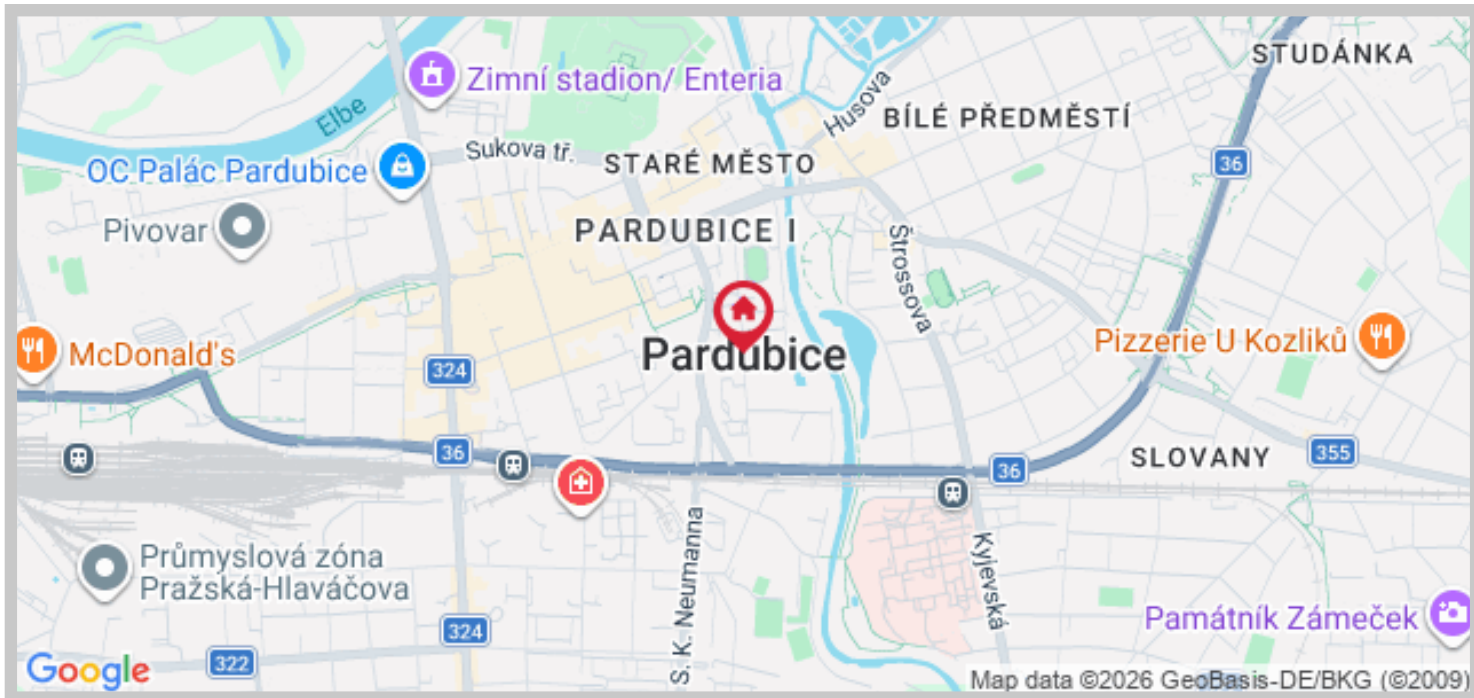 STUDÁNKA
Zimní stadion/ Enteria
Elbe
Husova
BÍLÉ PŘEDMĚSTÍ
Sukova tř.
STARÉ MĚSTO
36
OC Palác Pardubice
Pivovar
PARDUBICE I
Štrossova
McDonald's
Pardubice
Pizzerie U Kozliků
324
36
36
SLOVANY
355
Průmyslová zóna
Pražská-Hlaváčova
S. K. Neumanna
Kyjevská
Památník Zámeček
324
322
Google
Map data ©2026 GeoBasis-DE/BKG (©2009)